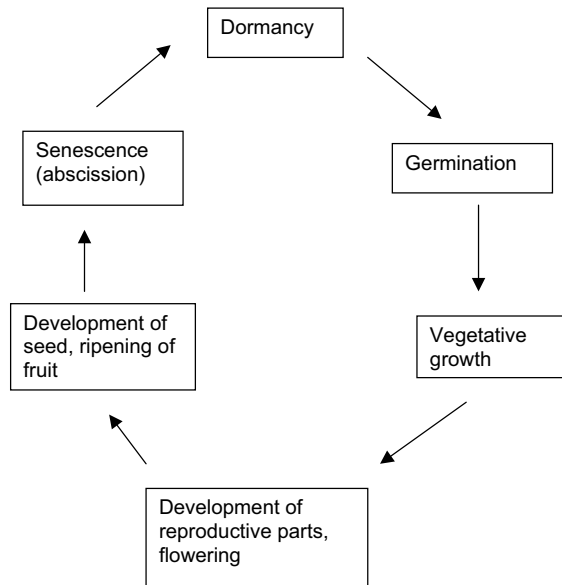 Dormancy
Germination
Vegetative
growth
Development of
reproductive parts,
flowering
Development of
seed, ripening of
fruit
Senescence
(abscission)